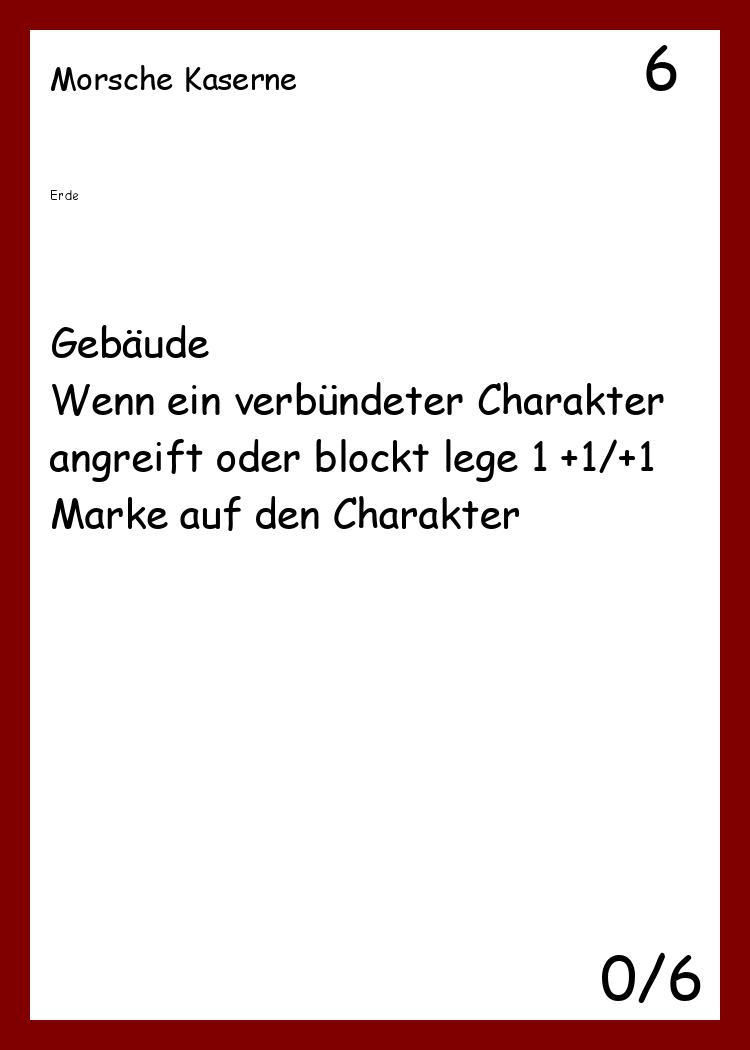 Morsche Kaserne 6
Erde
Gebäude
Wenn ein verbündeter Charakter
angreift oder blockt lege 1 +1/+1
Marke auf den Charakter
0/6